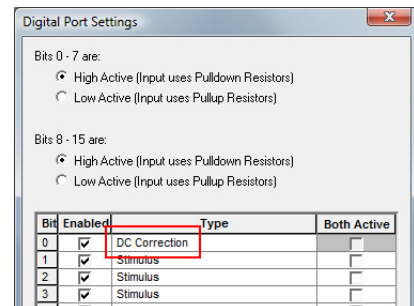 Digital Port Settings
Bits 0 - 7 are:
High Active (Input uses Pulldown Resistors)
Low Active (Input uses Pullup Resistors)
Bits 8 - 15 are:
High Active (Input uses Pulldown Resistors)
Low Active (Input uses Pullup Resistors)
Bit Enabled Type Both Active
0 DC Correction
1 Stimulus
2 Stimulus
3 Stimulus